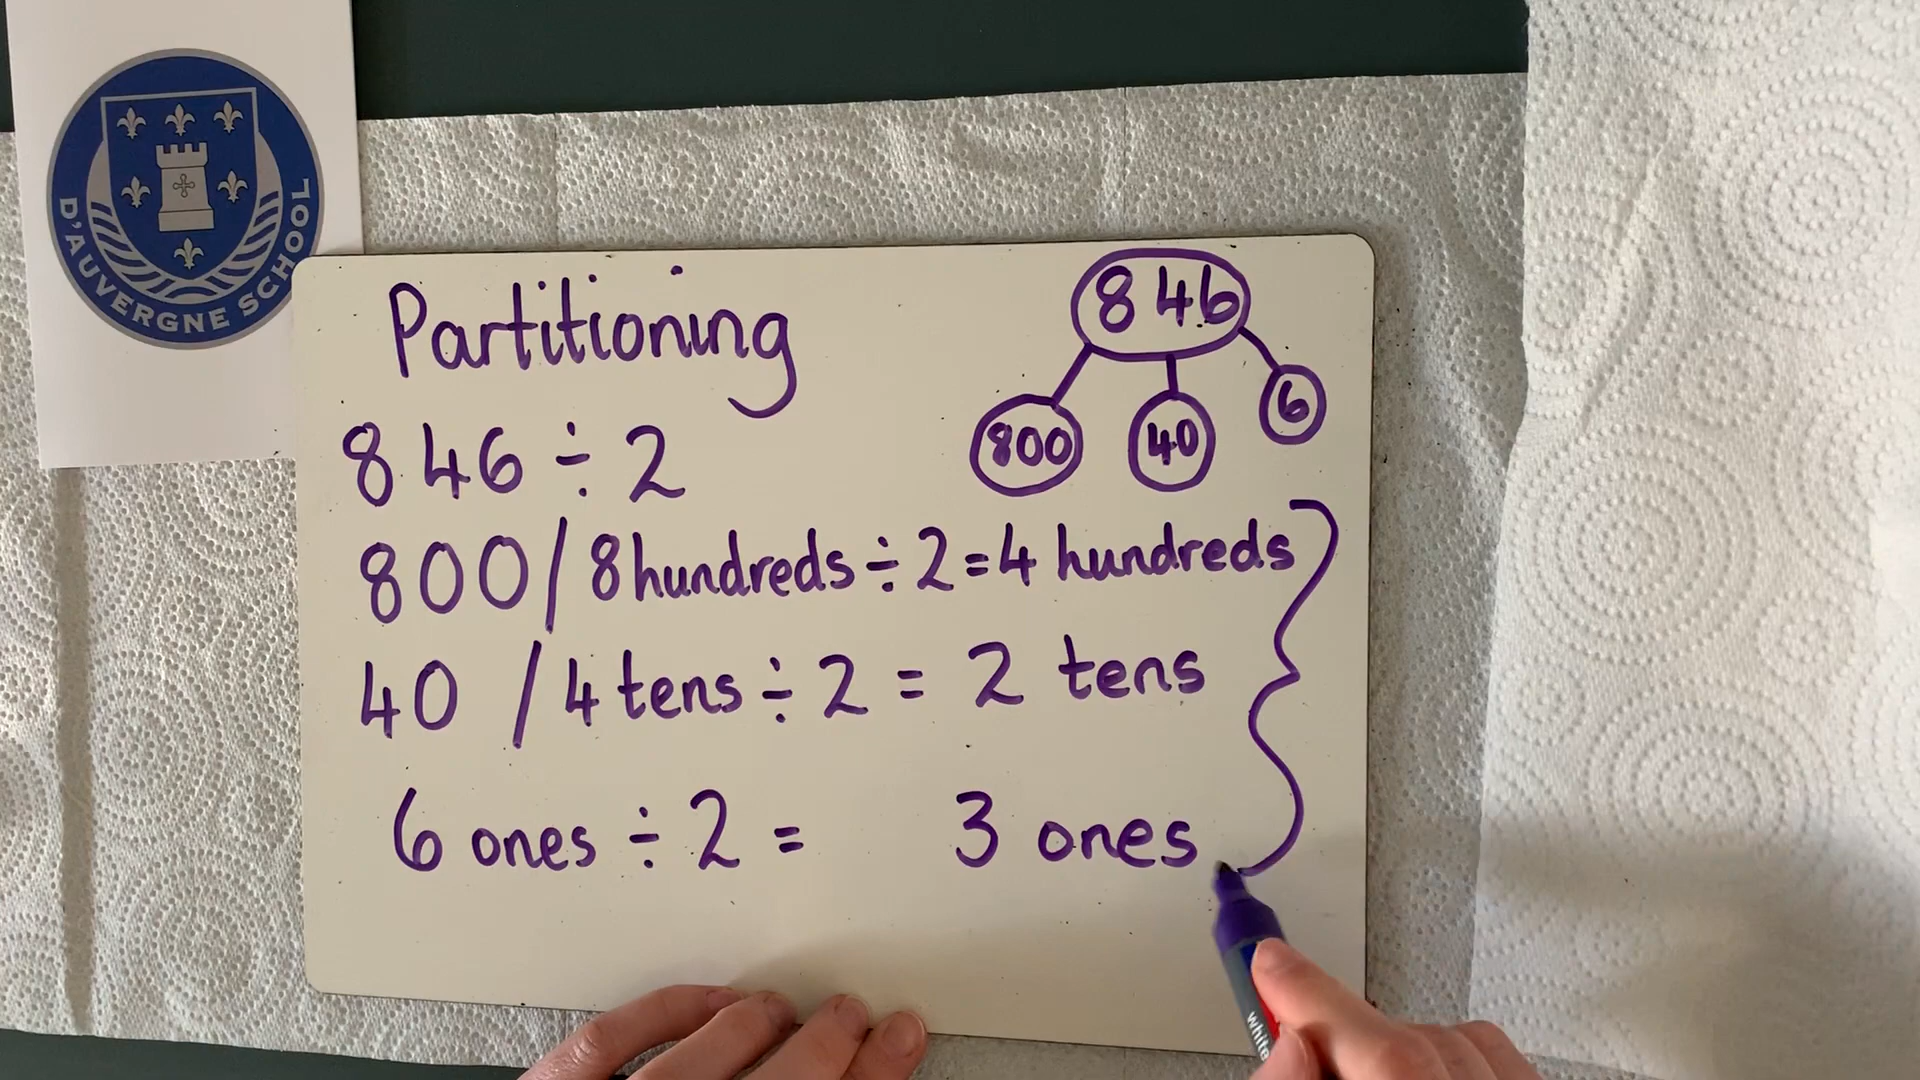 D'AUVERGNE SCHOOL
Partitioning
846
800 40 6
846 ÷ 2
800 / 8 hundreds ÷ 2 = 4 hundreds
40 / 4 tens ÷ 2 = 2 tens
6 ones ÷ 2 = 3 ones
white